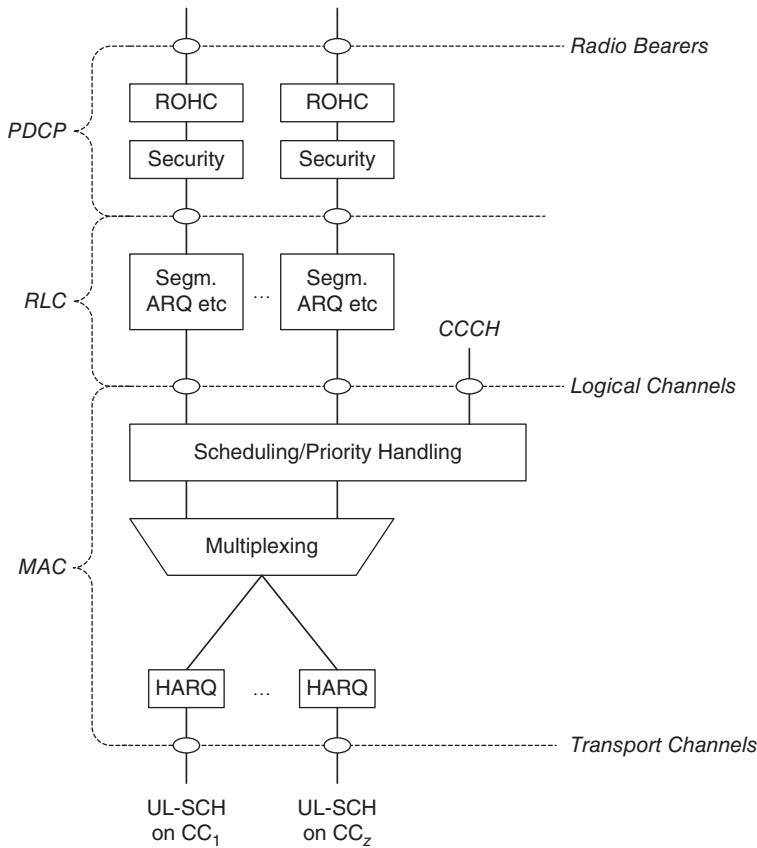 Radio Bearers
ROHC ROHC
PDCP
Security Security
Segm. Segm.
ARQ etc ... ARQ etc
RLC
CCCH
Logical Channels
Scheduling/Priority Handling
Multiplexing
MAC
HARQ ... HARQ
Transport Channels
UL-SCH UL-SCH
on CC1 on CCz